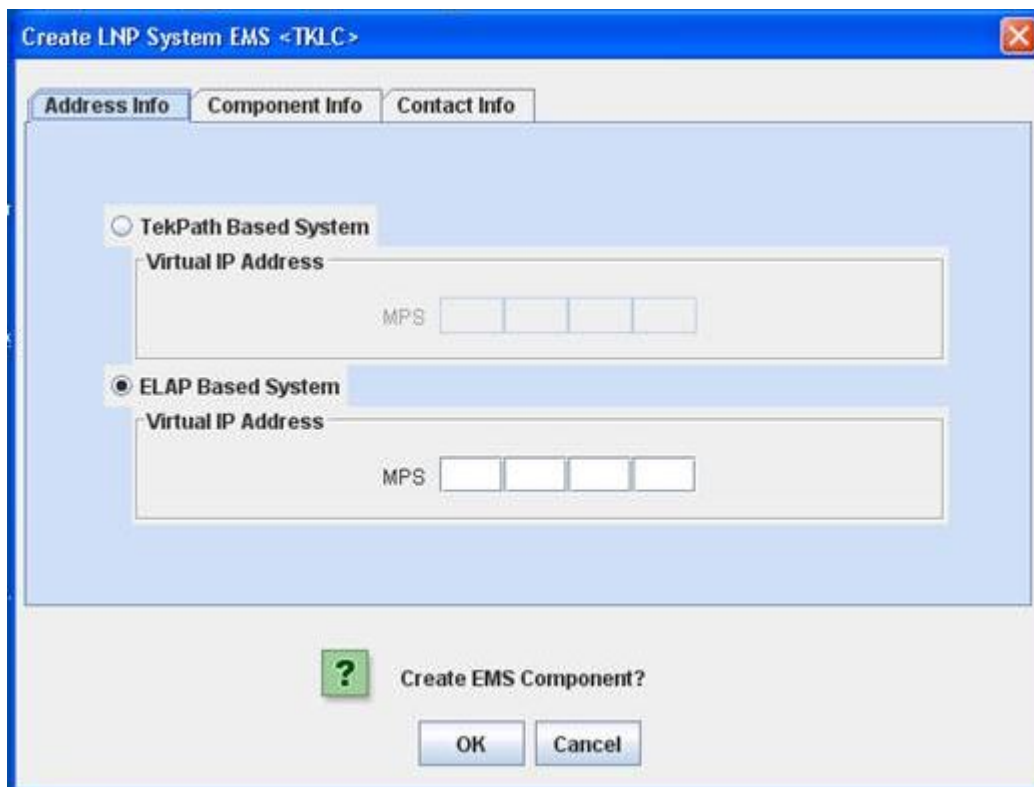 Create LNP System EMS <TKLC>
Address Info Component Info Contact Info
TekPath Based System
Virtual IP Address
MPS
ELAP Based System
Virtual IP Address
MPS
? Create EMS Component?
OK Cancel